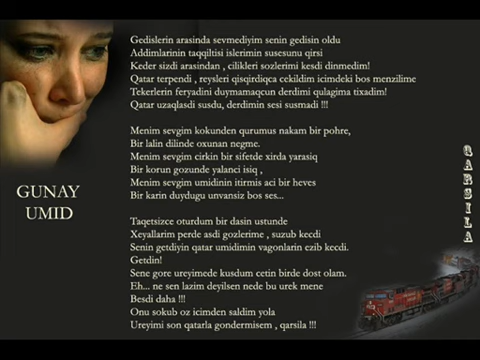 Gedislerin arasinda sevmediyim senin gedisin oldu
Addimlarinin taqqiltisi islerimin susesunu qirsi
Keder sizdi arasindan , cilikleri sozlerimi kesdi dinmedim!
Qatar terpendi , reysleri qisqirdiqca cekildim icimdeki bos menzilime
Tekerlerin feryadini duymamaqcun derdimi qulagima tixadim!
Qatar uzaqlasdi susdu, derdimin sesi susmadi !!!
Menim sevgim kokunden qurumus nakam bir pohre,
Bir lalin dilinde oxunan negme.
Menim sevgim cirkin bir sifetde xirda yarasiq
Bir korun gozunde yalanci isiq ,
Menim sevgim umidinin itirmis aci bir heves
Bir karin duydugu unvansiz bos ses...
Taqetsizce oturdum bir dasin ustunde
Xeyallarim perde asdi gozlerime , suzub kecdi
Senin getdiyin qatar umidimin vagonlarin ezib kecdi.
Getdin!
Sene gore ureyimede kusdum cetin birde dost olam.
Eh... ne sen lazim deyilsen nede bu urek mene
Besdi daha !!!
Onu sokub oz icimden saldim yola
Ureyimi son qatarla gondermisem , qarsila !!!
GUNAY
UMID
QARSILA